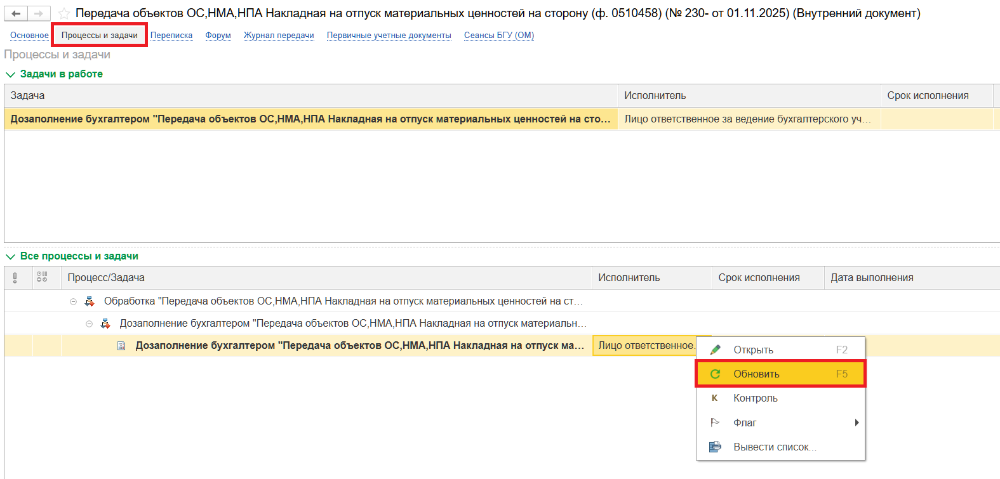 Передача объектов ОС,НМА,НПА Накладная на отпуск материальных ценностей на сторону (ф. 0510458) (№ 230- от 01.11.2025) (Внутренний документ)
Основное Процессы и задачи Переписка Форум Журнал передачи Первичные учетные документы Сеансы БГУ (ОМ)
Процессы и задачи
Задачи в работе
Задача Исполнитель Срок исполнения
Дозаполнение бухгалтером "Передача объектов ОС,НМА,НПА Накладная на отпуск материальных ценностей на сто... Лицо ответственное за ведение бухгалтерского уч...
Все процессы и задачи
Процесс/Задача Исполнитель Срок исполнения Дата выполнения
Обработка "Передача объектов ОС,НМА,НПА Накладная на отпуск материальных ценностей на ст...
Дозаполнение бухгалтером "Передача объектов ОС,НМА,НПА Накладная на отпуск материальн...
Дозаполнение бухгалтером "Передача объектов ОС,НМА,НПА Накладная на отпуск ма... Лицо ответственное...
Открыть F2
Обновить F5
К Контроль
Флаг
Вывести список...